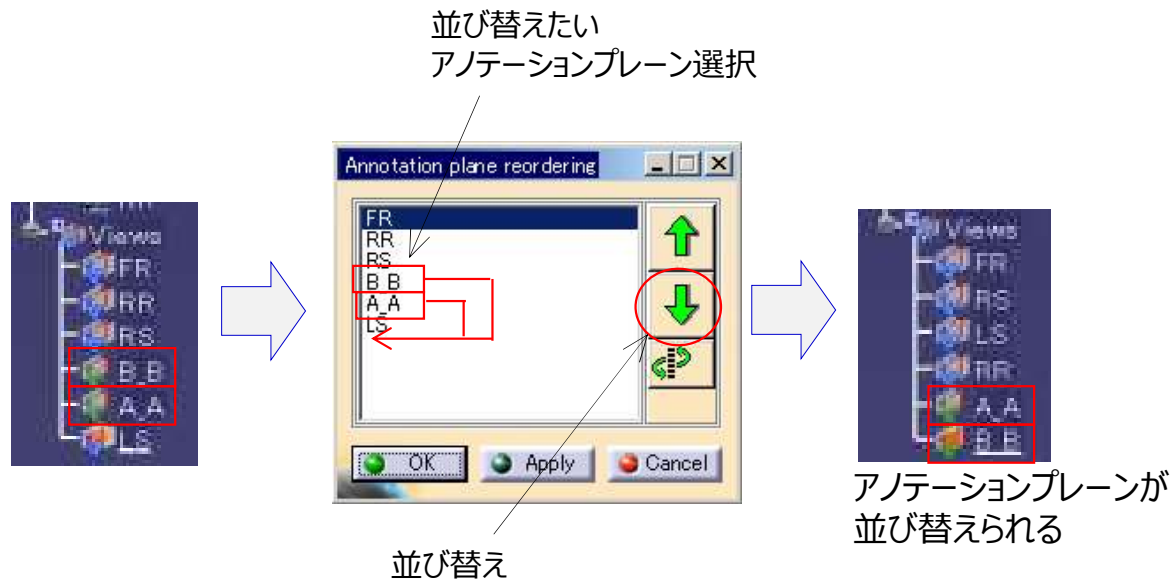 並び替えたい
アノテーションプレーン選択
Views
FR
RR
RS
B_B
A_A
LS
Annotation plane reordering
FR
RR
RS
B_B
A_A
LS
OK
Apply
Cancel
並び替え
Views
FR
RS
LS
RR
A_A
B_B
アノテーションプレーンが
並び替えられる